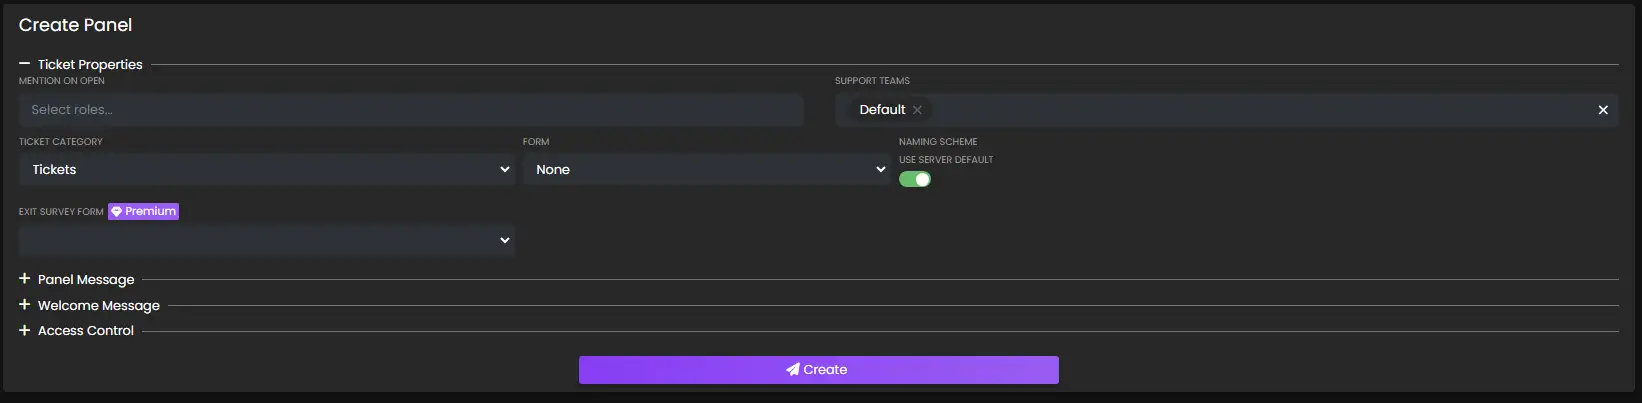 Create Panel
Ticket Properties
MENTION ON OPEN
SUPPORT TEAMS
Select roles...
Default
TICKET CATEGORY
FORM
NAMING SCHEME
USE SERVER DEFAULT
Tickets
None
EXIT SURVEY FORM Premium
Panel Message
Welcome Message
Access Control
Create